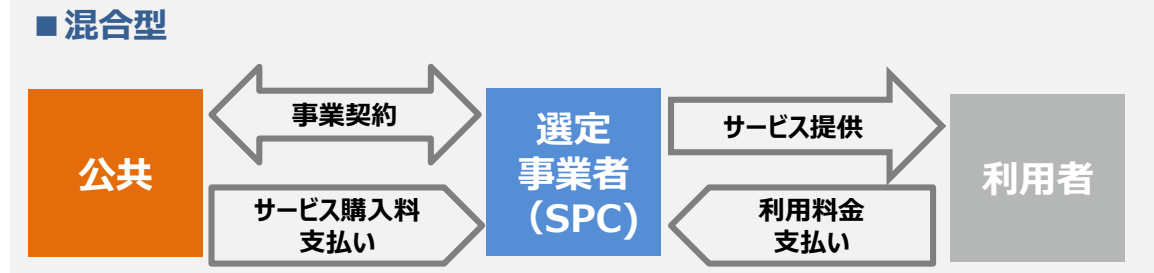 ■混合型
公共
事業契約
サービス購入料
支払い
選定
事業者
（SPC)
サービス提供
利用料金
支払い
利用者